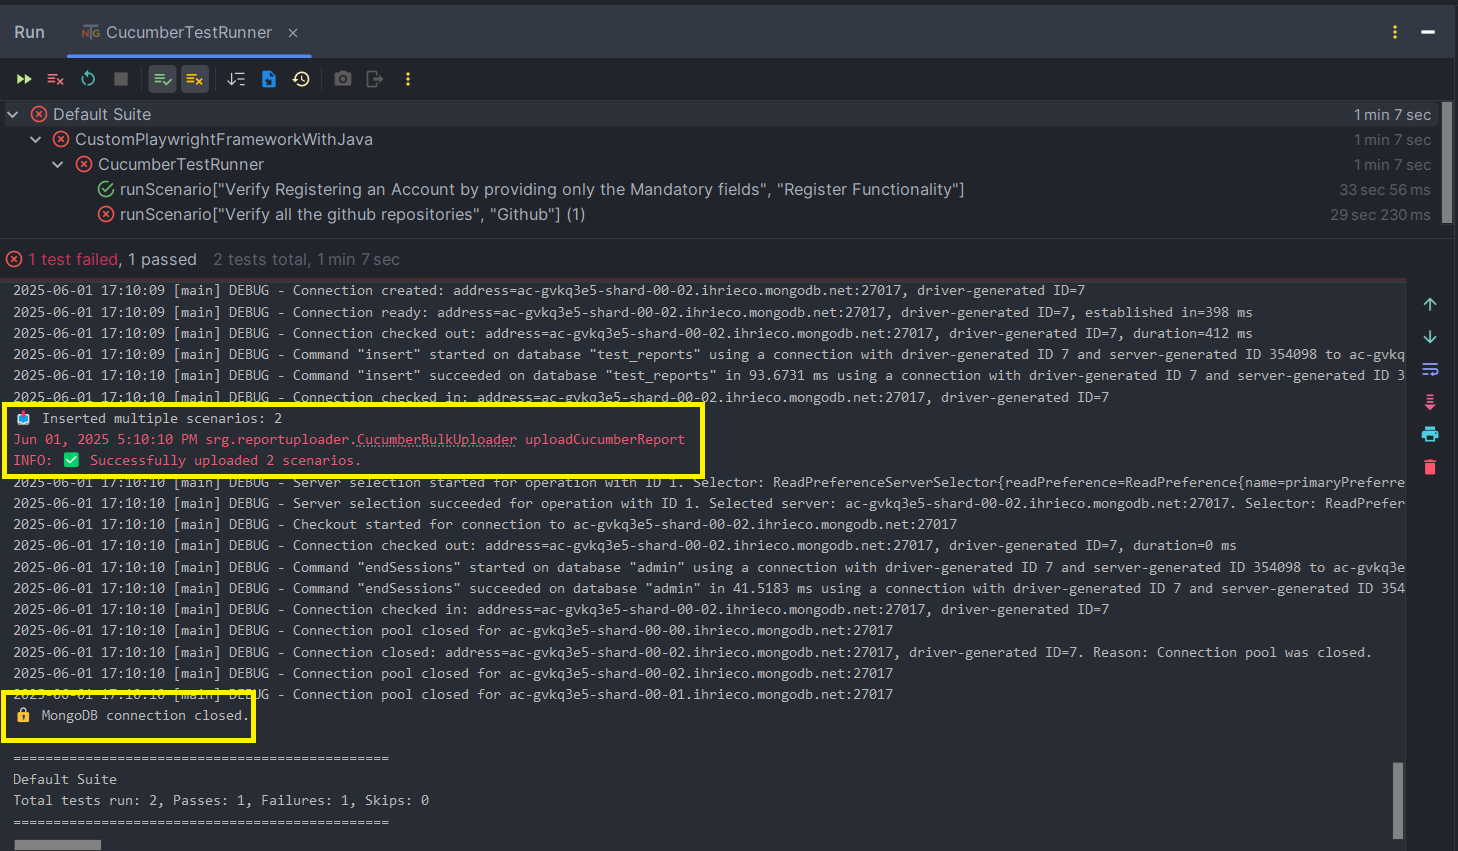 Run
CucumberTestRunner
Default Suite 1 min 7 sec
CustomPlaywrightFrameworkWithJava 1 min 7 sec
CucumberTestRunner 1 min 7 sec
runScenario["Verify Registering an Account by providing only the Mandatory fields", "Register Functionality"] 33 sec 56 ms
runScenario["Verify all the github repositories", "Github"] (1) 29 sec 230 ms
1 test failed, 1 passed 2 tests total, 1 min 7 sec
2025-06-01 17:10:09 [main] DEBUG - Connection created: address=ac-gvkq3e5-shard-00-02.ihrieco.mongodb.net:27017, driver-generated ID=7
2025-06-01 17:10:09 [main] DEBUG - Connection ready: address=ac-gvkq3e5-shard-00-02.ihrieco.mongodb.net:27017, driver-generated ID=7, established in=398 ms
2025-06-01 17:10:09 [main] DEBUG - Connection checked out: address=ac-gvkq3e5-shard-00-02.ihrieco.mongodb.net:27017, driver-generated ID=7, duration=412 ms
2025-06-01 17:10:09 [main] DEBUG - Command "insert" started on database "test_reports" using a connection with driver-generated ID 7 and server-generated ID 354098 to ac-gvkq
2025-06-01 17:10:10 [main] DEBUG - Command "insert" succeeded on database "test_reports" in 93.6731 ms using a connection with driver-generated ID 7 and server-generated ID 3
2025-06-01 17:10:10 [main] DEBUG - Connection checked in: address=ac-gvkq3e5-shard-00-02.ihrieco.mongodb.net:27017, driver-generated ID=7
📥 Inserted multiple scenarios: 2
Jun 01, 2025 5:10:10 PM srg.reportuploader.CucumberBulkUploader uploadCucumberReport
INFO: ✅ Successfully uploaded 2 scenarios.
2025-06-01 17:10:10 [main] DEBUG - Server selection started for operation with ID 1. Selector: ReadPreferenceServerSelector{readPreference=ReadPreference{name=primaryPreferre
2025-06-01 17:10:10 [main] DEBUG - Server selection succeeded for operation with ID 1. Selected server: ac-gvkq3e5-shard-00-02.ihrieco.mongodb.net:27017. Selector: ReadPrefer
2025-06-01 17:10:10 [main] DEBUG - Checkout started for connection to ac-gvkq3e5-shard-00-02.ihrieco.mongodb.net:27017
2025-06-01 17:10:10 [main] DEBUG - Connection checked out: address=ac-gvkq3e5-shard-00-02.ihrieco.mongodb.net:27017, driver-generated ID=7, duration=0 ms
2025-06-01 17:10:10 [main] DEBUG - Command "endSessions" started on database "admin" using a connection with driver-generated ID 7 and server-generated ID 354098 to ac-gvkq3e
2025-06-01 17:10:10 [main] DEBUG - Command "endSessions" succeeded on database "admin" in 41.5183 ms using a connection with driver-generated ID 7 and server-generated ID 354
2025-06-01 17:10:10 [main] DEBUG - Connection checked in: address=ac-gvkq3e5-shard-00-02.ihrieco.mongodb.net:27017, driver-generated ID=7
2025-06-01 17:10:10 [main] DEBUG - Connection pool closed for ac-gvkq3e5-shard-00-00.ihrieco.mongodb.net:27017
2025-06-01 17:10:10 [main] DEBUG - Connection closed: address=ac-gvkq3e5-shard-00-02.ihrieco.mongodb.net:27017, driver-generated ID=7. Reason: Connection pool was closed.
2025-06-01 17:10:10 [main] DEBUG - Connection pool closed for ac-gvkq3e5-shard-00-02.ihrieco.mongodb.net:27017
2025-06-01 17:10:10 [main] DEBUG - Connection pool closed for ac-gvkq3e5-shard-00-01.ihrieco.mongodb.net:27017
🔒 MongoDB connection closed.
===============================================
Default Suite
Total tests run: 2, Passes: 1, Failures: 1, Skips: 0
===============================================